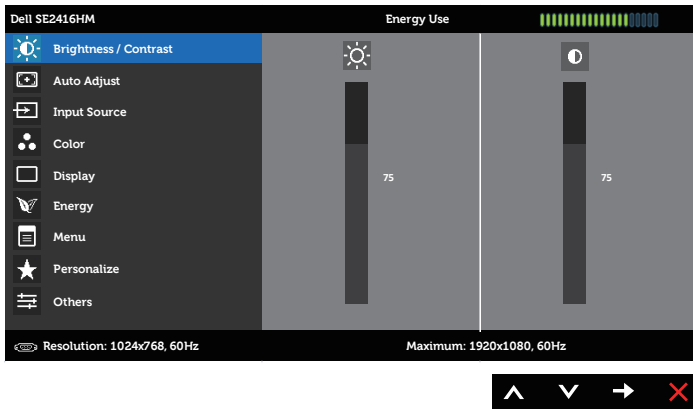 Dell SE2416HM Energy Use
Brightness / Contrast
Auto Adjust
Input Source
Color
Display
75 75
Energy
Menu
Personalize
Others
Resolution: 1024x768, 60Hz Maximum: 1920x1080, 60Hz